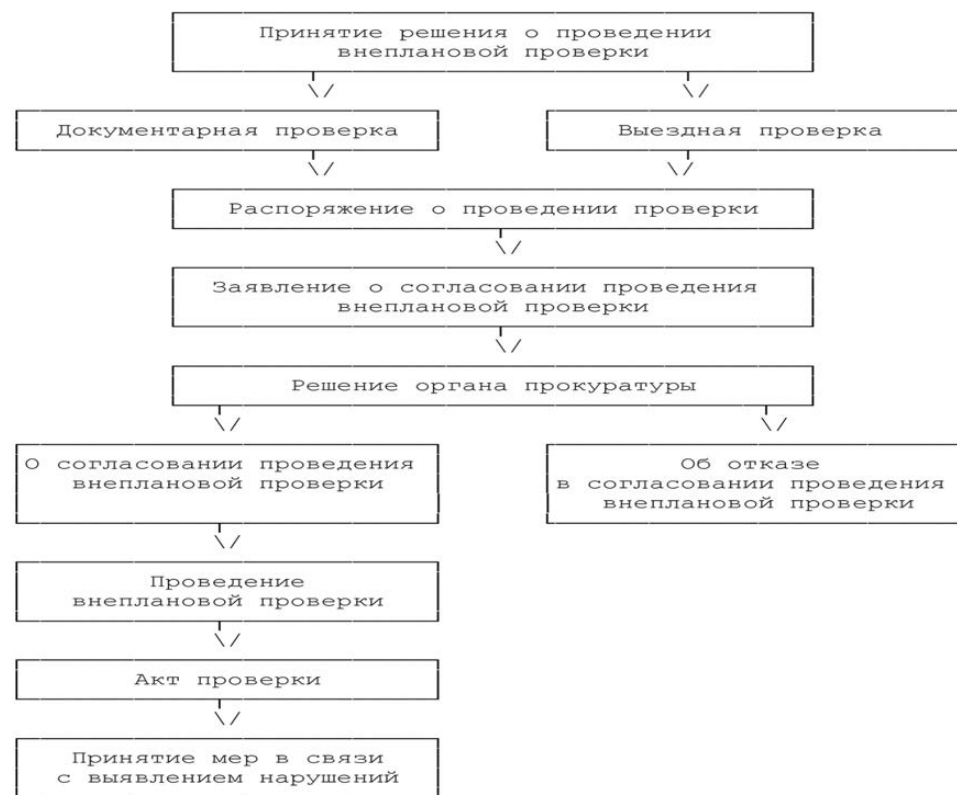 Принятие решения о проведении
внеплановой проверки
Документарная проверка
Выездная проверка
Распоряжение о проведении проверки
Заявление о согласовании проведения
внеплановой проверки
Решение органа прокуратуры
О согласовании проведения
внеплановой проверки
Об отказе
в согласовании проведения
внеплановой проверки
Проведение
внеплановой проверки
Акт проверки
Принятие мер в связи
с выявлением нарушений